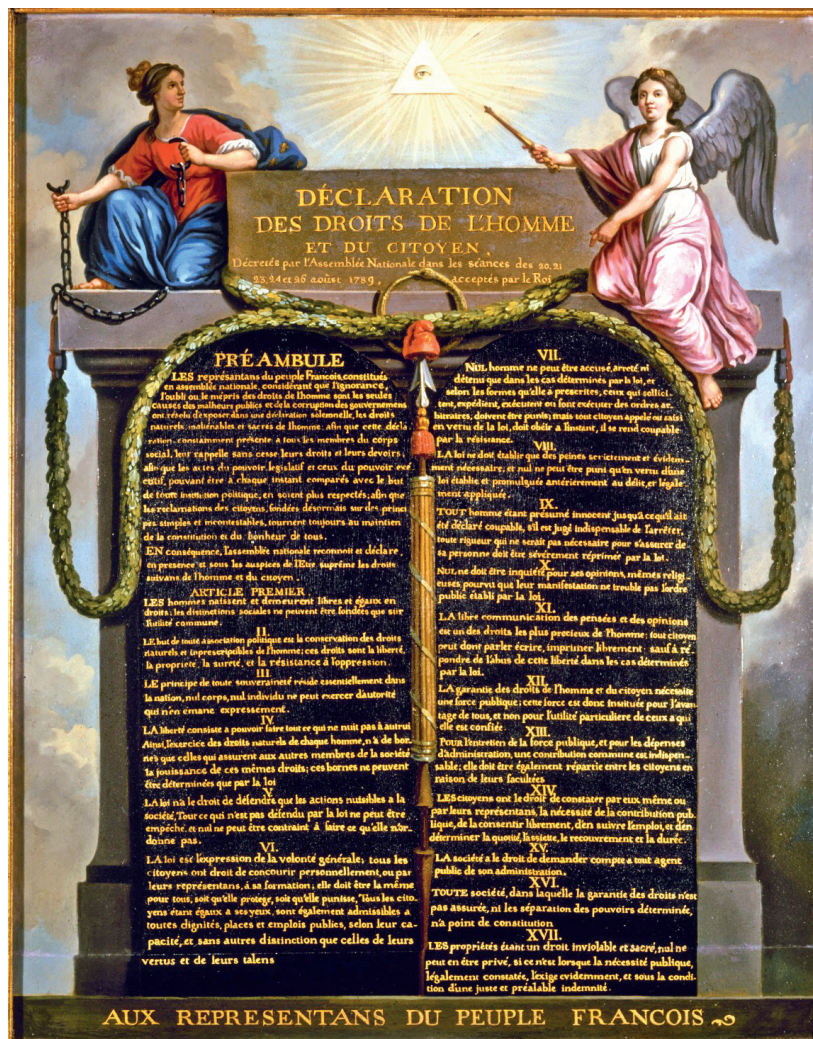 DÉCLARATION
DES DROITS DE L'HOMME
ET DU CITOYEN,
Décretés par l'Assemblée Nationale dans les séances des 20, 21
23, 24 et 26 aoûst 1789, acceptés par le Roi
PRÉAMBULE
LES représentans du peuple Francois, constitués
en assemblée nationale, considérant que l'ignorance,
l'oubli ou le mépris des droits de l'homme sont les seules
causes des malheurs publics et de la corruption des gouvernemens
ont résolu d'exposer dans une déclaration solennelle, les droits
naturels, inaliénables et sacrés de l'homme; afin que cette décla
ration, constamment présente a tous les membres du corps
social, leur rappelle sans cesse leurs droits et leurs devoirs
afin que les actes du pouvoir legislatif et ceux du pouvoir exé
cutif, pouvant être à chaque instant comparés avec le but
de toute institution politique, en soient plus respectés; afin que
les reclamations des citoyens, fondées désormais sur des princi
pes simples et incontestables, tournent toujours au maintien
de la constitution et du bonheur de tous.
EN conséquence, l'assemblée nationale reconnoit et déclare
en presence et sous les auspices de l'Etre suprême les droits
suivans de l'homme et du citoyen.
ARTICLE PREMIER
LES hommes naissent et demeurent libres et égaux en
droits; les distinctions sociales ne peuvent être fondées que sur
l'utilité commune.
II.
LE but de toute association politique est la conservation des droits
naturels et inprescriptibles de l'homme; ces droits sont la liberté,
la propriété, la sureté, et la résistance à l'oppression.
III.
LE principe de toute souveraineté réside essentiellement dans
la nation, nul corps, nul individu ne peut exercer d'autorité
qui n'en émane expressément.
IV.
LA liberté consiste a pouvoir faire tout ce qui ne nuit pas à autrui
Ainsi, l'exercice des droits naturels de chaque homme, n'a de bor-
nes que celles qui assurent aux autres membres de la société
la jouissance de ces mêmes droits; ces bornes ne peuvent
être déterminées que par la loi
V.
LA loi n'a le droit de défendre que les actions nuisibles a la
société. Tout ce qui n'est pas défendu par la loi ne peut être
empêché, et nul ne peut être contraint à faire ce qu'elle n'or-
donne pas.
VI.
LA loi est l'expression de la volonté générale; tous les
citoyens ont droit de concourir personnellement, ou par
leurs représentans, à sa formation; elle doit être la même
pour tous, soit qu'elle protege, soit qu'elle punisse. Tous les cito-
yens étant égaux à ses yeux, sont également admissibles à
toutes dignités, places et emplois publics, selon leur ca-
pacité, et sans autres distinction que celles de leurs
vertus et de leurs talens
VII.
NUL homme ne peut être accusé, arreté ni
détenu que dans les cas déterminés par la loi, et
selon les formes qu'elle à prescrites, ceux qui sollici-
tent, expédient, exécutent ou font exécuter des ordres ar-
bitraires, doivent être punis; mais tout citoyen appelé ou saisi
en vertu de la loi, doit obéir a l'instant, il se rend coupable
par la résistance.
VIII.
LA loi ne doit établir que des peines strictement et évidem-
ment nécessaire, et nul ne peut être puni qu'en vertu d'une
loi établie et promulguée antérierement au délit, et légale
ment appliquée.
IX.
TOUT homme étant présumé innocent jusqu'a ce qu'il ait
été déclaré coupable, s'il est jugé indispensable de l'arrêter,
toute rigueur qui ne serait pas nécessaire pour s'assurer de
sa personne doit être sévèrement réprimée par la loi.
X.
NUL ne doit être inquiété pour ses opinions, mêmes religi-
euses pourvu que leur manifestation ne trouble pas l'ordre
public établi par la loi.
XI.
LA libre communication des pensées et des opinions
est un des droits les plus precieux de l'homme; tout citoyen
peut donc parler écrire, imprimer librement sauf à ré
pondre de l'abus de cette liberté dans les cas déterminés
par la loi.
XII.
LA garantie des droits de l'homme et du citoyen nécessite
une force publique; cette force est donc instituée pour l'avan
tage de tous, et non pour l'utilité particulière de ceux a qui
elle est confiée
XIII.
POUR l'entretien de la force publique, et pour les dépenses
d'administration, une contribution commune est indispen-
sable; elle doit être également répartie entre les citoyens en
raison de leurs facultées
XIV.
LES citoyens ont le droit de constater par eux même ou
par leurs représentans, la nécessité de la contribution pub-
lique, de la consentir librement, d'en suivre l'emploi, et d'en
déterminer la quotité, l'assiette, le recouvrement et la durée.
XV.
LA société a le droit de demander compte a tout agent
public de son administration.
XVI.
TOUTE société, dans laquelle la garantie des droits n'est
pas assurée, ni les séparation des pouvoirs déterminée,
n'a point de constitution
XVII.
LES propriétés étant un droit inviolable et sacré, nul ne
peut en être privé, si ce n'est lorsque la nécessité publique,
légalement constatée, l'exige evidemment, et sous la condi
tion d'une juste et préalable indemnité.
AUX REPRESENTANS DU PEUPLE FRANCOIS